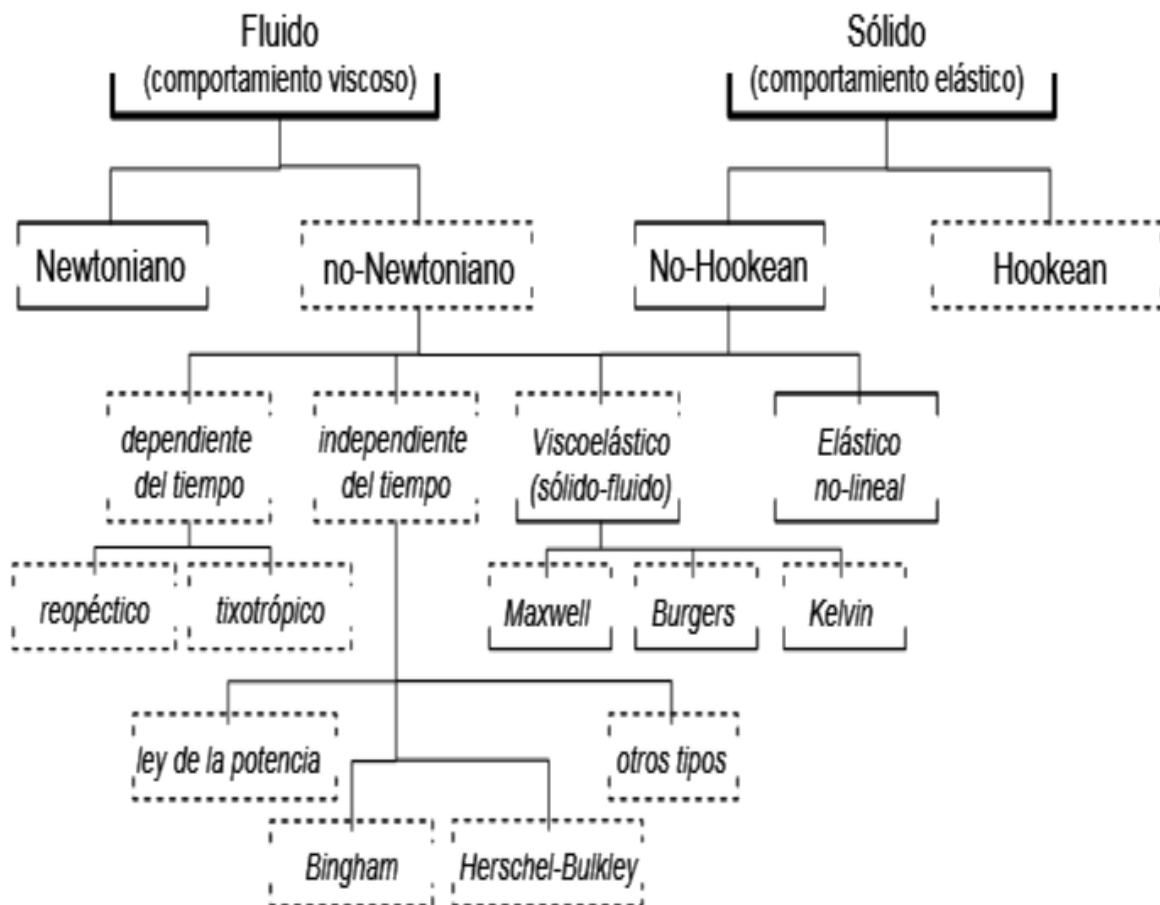 Fluido
(comportamiento viscoso)
Sólido
(comportamiento elástico)
Newtoniano
no-Newtoniano
No-Hookean
Hookean
dependiente
del tiempo
independiente
del tiempo
Viscoelástico
(sólido-fluido)
Elástico
no-lineal
reopéctico
tixotrópico
Maxwell
Burgers
Kelvin
ley de la potencia
otros tipos
Bingham
Herschel-Bulkley